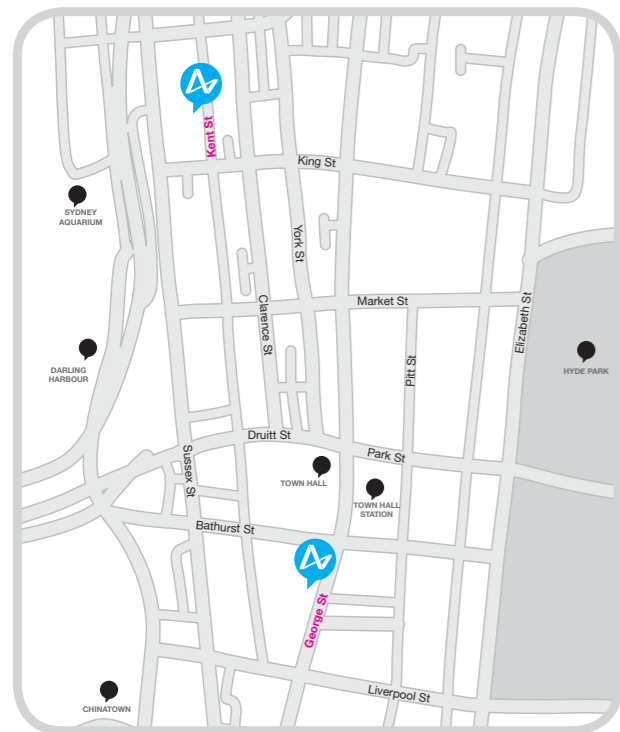 Kent St
King St
SYDNEY
AQUARIUM
York St
Market St
Elizabeth St
Clarence St
DARLING
HARBOUR
Pitt St
HYDE PARK
Druitt St
Park St
Sussex St
TOWN HALL
TOWN HALL
STATION
Bathurst St
George St
Liverpool St
CHINATOWN